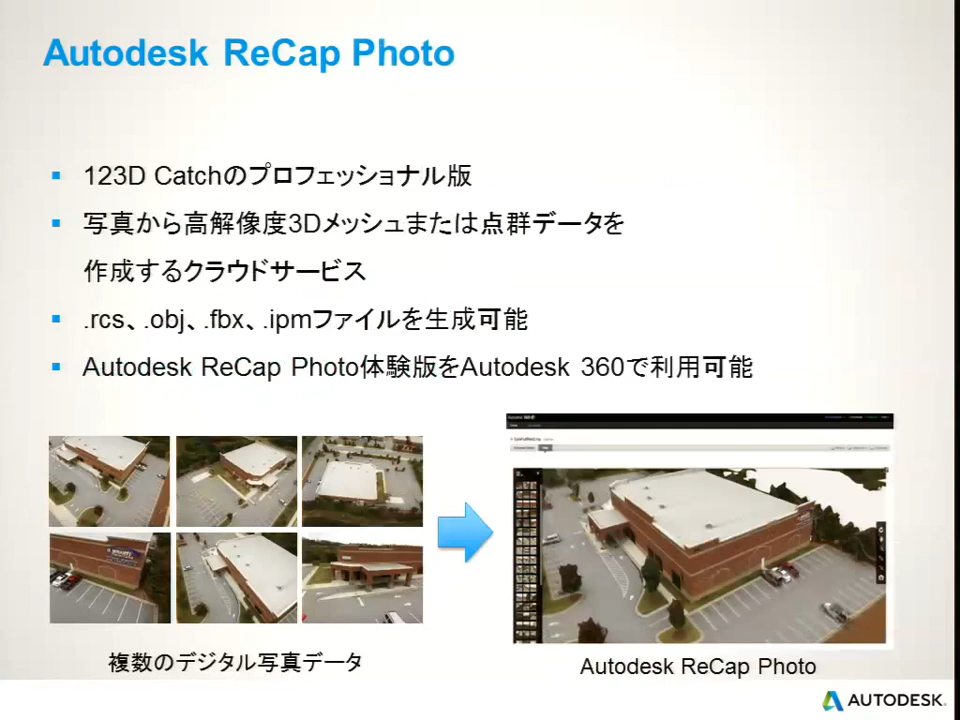 Autodesk ReCap Photo
123D Catchのプロフェッショナル版
写真から高解像度3Dメッシュまたは点群データを
作成するクラウドサービス
.rcs、.obj、.fbx、.ipmファイルを生成可能
Autodesk ReCap Photo体験版をAutodesk 360で利用可能
複数のデジタル写真データ
Autodesk ReCap Photo
AUTODESK.